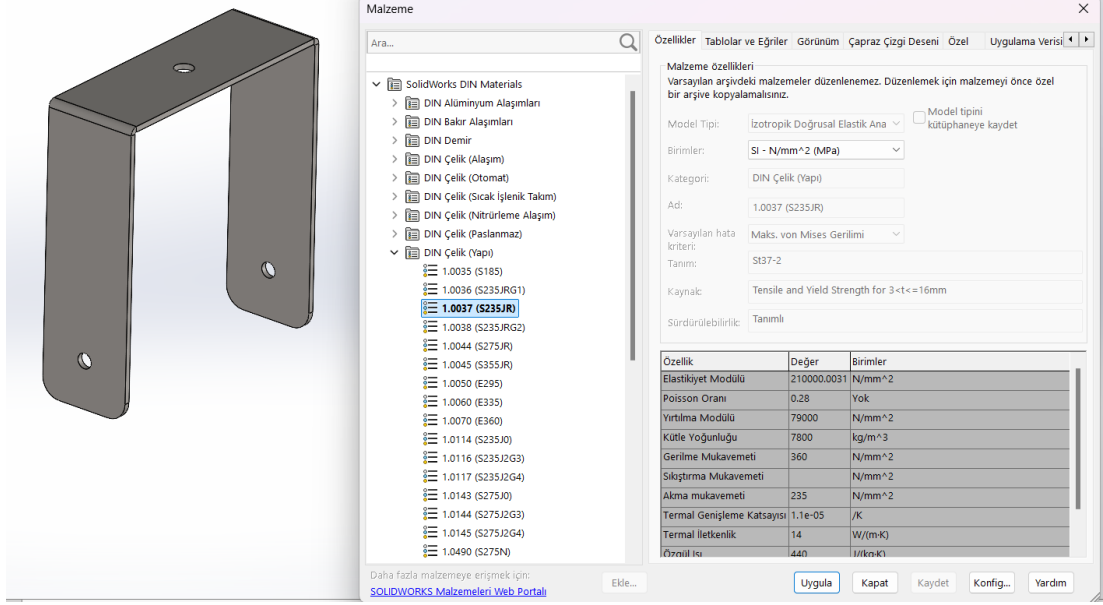 Malzeme
Ara...
SolidWorks DIN Materials
DIN Alüminyum Alaşımları
DIN Bakır Alaşımları
DIN Demir
DIN Çelik (Alaşım)
DIN Çelik (Otomat)
DIN Çelik (Sıcak İşlenik Takım)
DIN Çelik (Nitrürleme Alaşım)
DIN Çelik (Paslanmaz)
DIN Çelik (Yapı)
1.0035 (S185)
1.0036 (S235JRG1)
1.0037 (S235JR)
1.0038 (S235JRG2)
1.0044 (S275JR)
1.0045 (S355JR)
1.0050 (E295)
1.0060 (E335)
1.0070 (E360)
1.0114 (S235J0)
1.0116 (S235J2G3)
1.0117 (S235J2G4)
1.0143 (S275J0)
1.0144 (S275J2G3)
1.0145 (S275J2G4)
1.0490 (S275N)
Daha fazla malzemeye erişmek için:
SOLIDWORKS Malzemeleri Web Portalı
Ekle...
Özellikler Tablolar ve Eğriler Görünüm Çapraz Çizgi Deseni Özel Uygulama Verisi
Malzeme özellikleri
Varsayılan arşivdeki malzemeler düzenlenemez. Düzenlemek için malzemeyi önce özel
bir arşive kopyalamalısınız.
Model Tipi: İzotropik Doğrusal Elastik Ana
Model tipini
kütüphaneye kaydet
Birimler: SI - N/mm^2 (MPa)
Kategori: DIN Çelik (Yapı)
Ad: 1.0037 (S235JR)
Varsayılan hata
kriteri: Maks. von Mises Gerilimi
Tanım: St37-2
Kaynak: Tensile and Yield Strength for 3<t<=16mm
Sürdürülebilirlik: Tanımlı
Özellik Değer Birimler
Elastikiyet Modülü 210000.0031 N/mm^2
Poisson Oranı 0.28 Yok
Yırtılma Modülü 79000 N/mm^2
Kütle Yoğunluğu 7800 kg/m^3
Gerilme Mukavemeti 360 N/mm^2
Sıkıştırma Mukavemeti N/mm^2
Akma mukavemeti 235 N/mm^2
Termal Genişleme Katsayısı 1.1e-05 /K
Termal İletkenlik 14 W/(m·K)
Özgül Isı 440 J/(kg·K)
Uygula Kapat Kaydet Konfig... Yardım